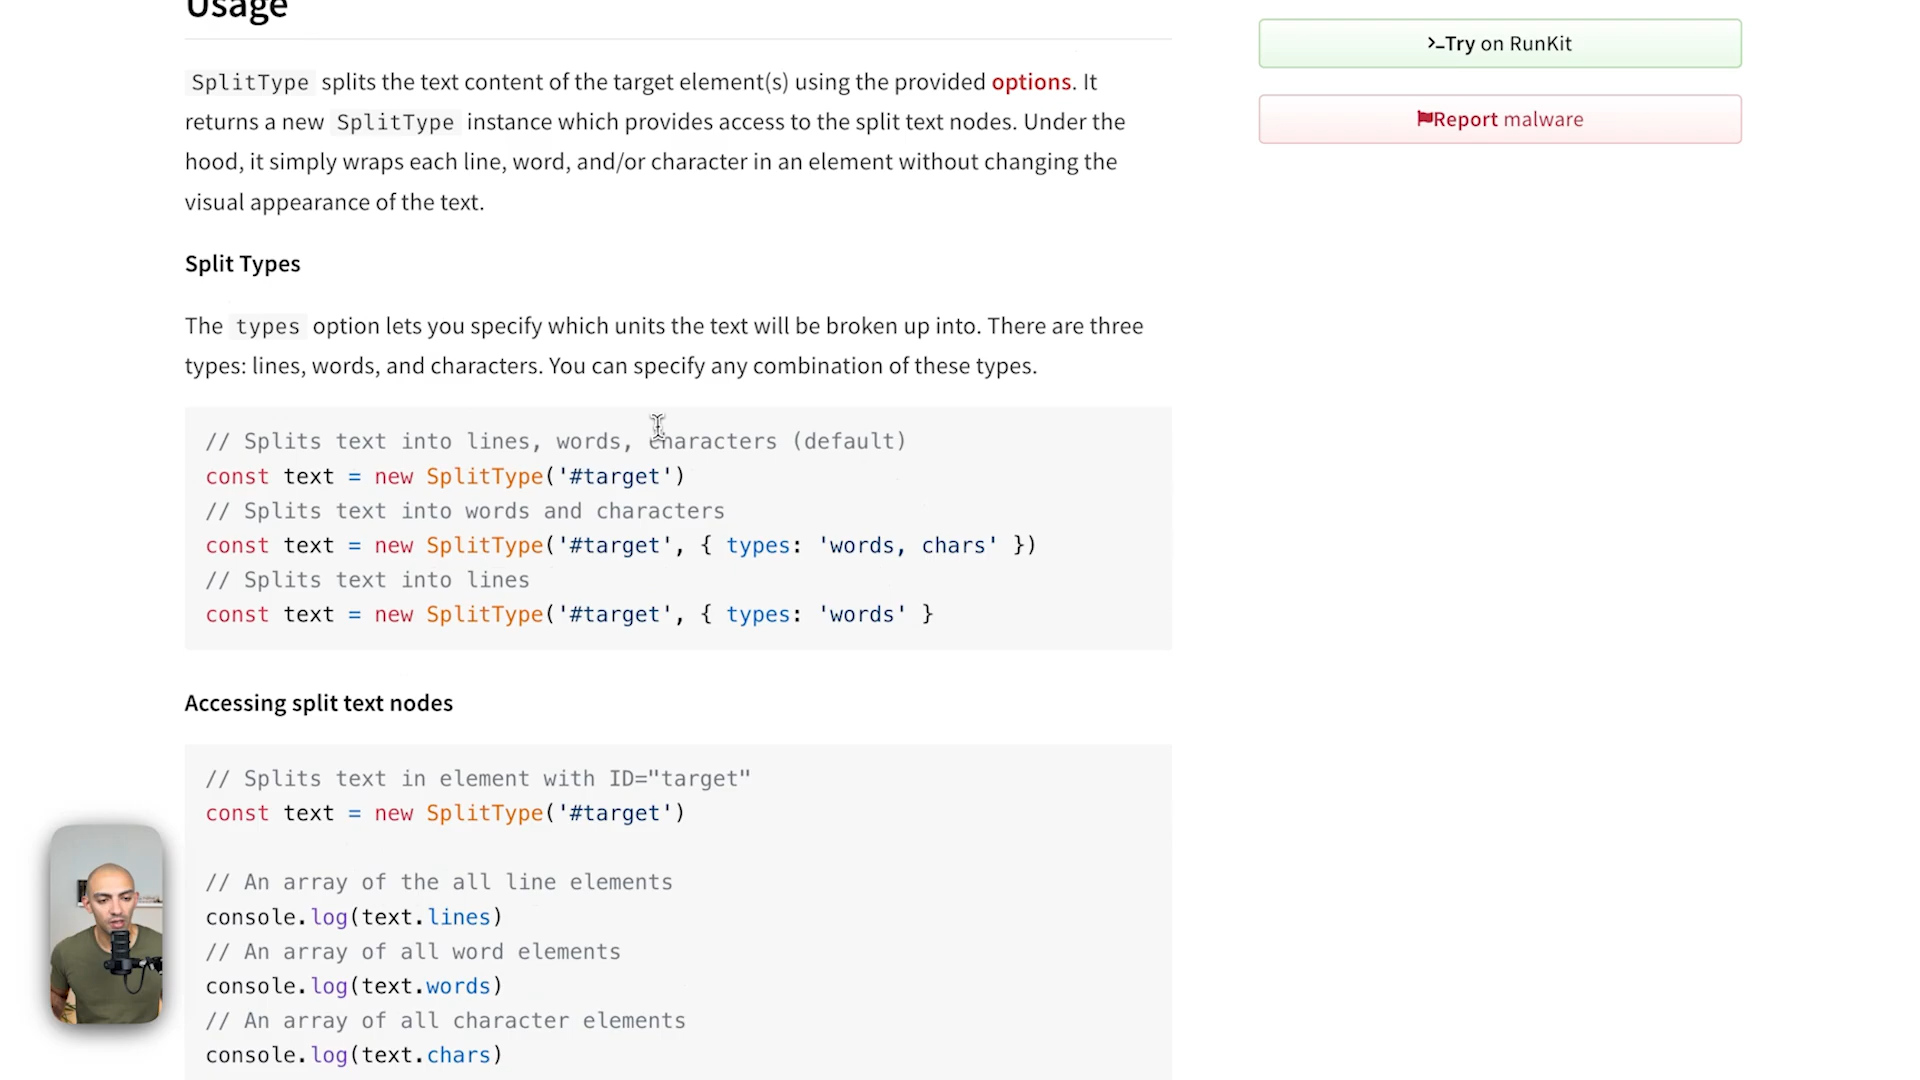 Usage
SplitType splits the text content of the target element(s) using the provided options. It
returns a new SplitType instance which provides access to the split text nodes. Under the
hood, it simply wraps each line, word, and/or character in an element without changing the
visual appearance of the text.
Split Types
The types option lets you specify which units the text will be broken up into. There are three
types: lines, words, and characters. You can specify any combination of these types.
// Splits text into lines, words, characters (default)
const text = new SplitType('#target')
// Splits text into words and characters
const text = new SplitType('#target', { types: 'words, chars' })
// Splits text into lines
const text = new SplitType('#target', { types: 'words' }
Accessing split text nodes
// Splits text in element with ID="target"
const text = new SplitType('#target')
// An array of the all line elements
console.log(text.lines)
// An array of all word elements
console.log(text.words)
// An array of all character elements
console.log(text.chars)
Try on RunKit
Report malware